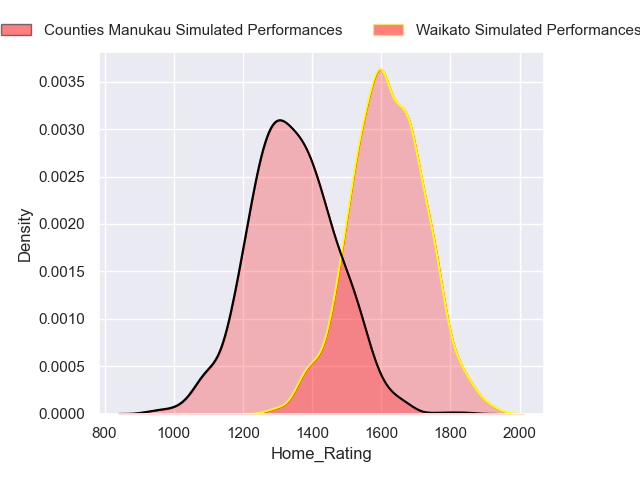 Counties Manukau Simulated Performances
Waikato Simulated Performances
0.0035
0.0030
0.0025
0.0020
0.0015
0.0010
0.0005
0.0000
Density
800 1000 1200 1400 1600 1800 2000
Home_Rating